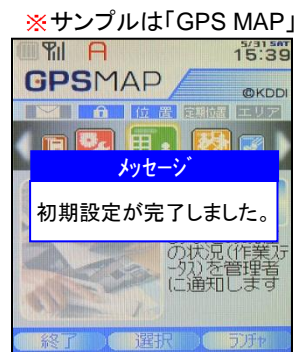 ※サンプルは「GPS MAP」
A
5/31 SAT
15:39
GPSMAP
@KDDI
位 置 定期位置 エリア
メッセージ
初期設定が完了しました。
の状況(作業ステ
ータス)を管理者
に通知します
終了 選択 ランチャ